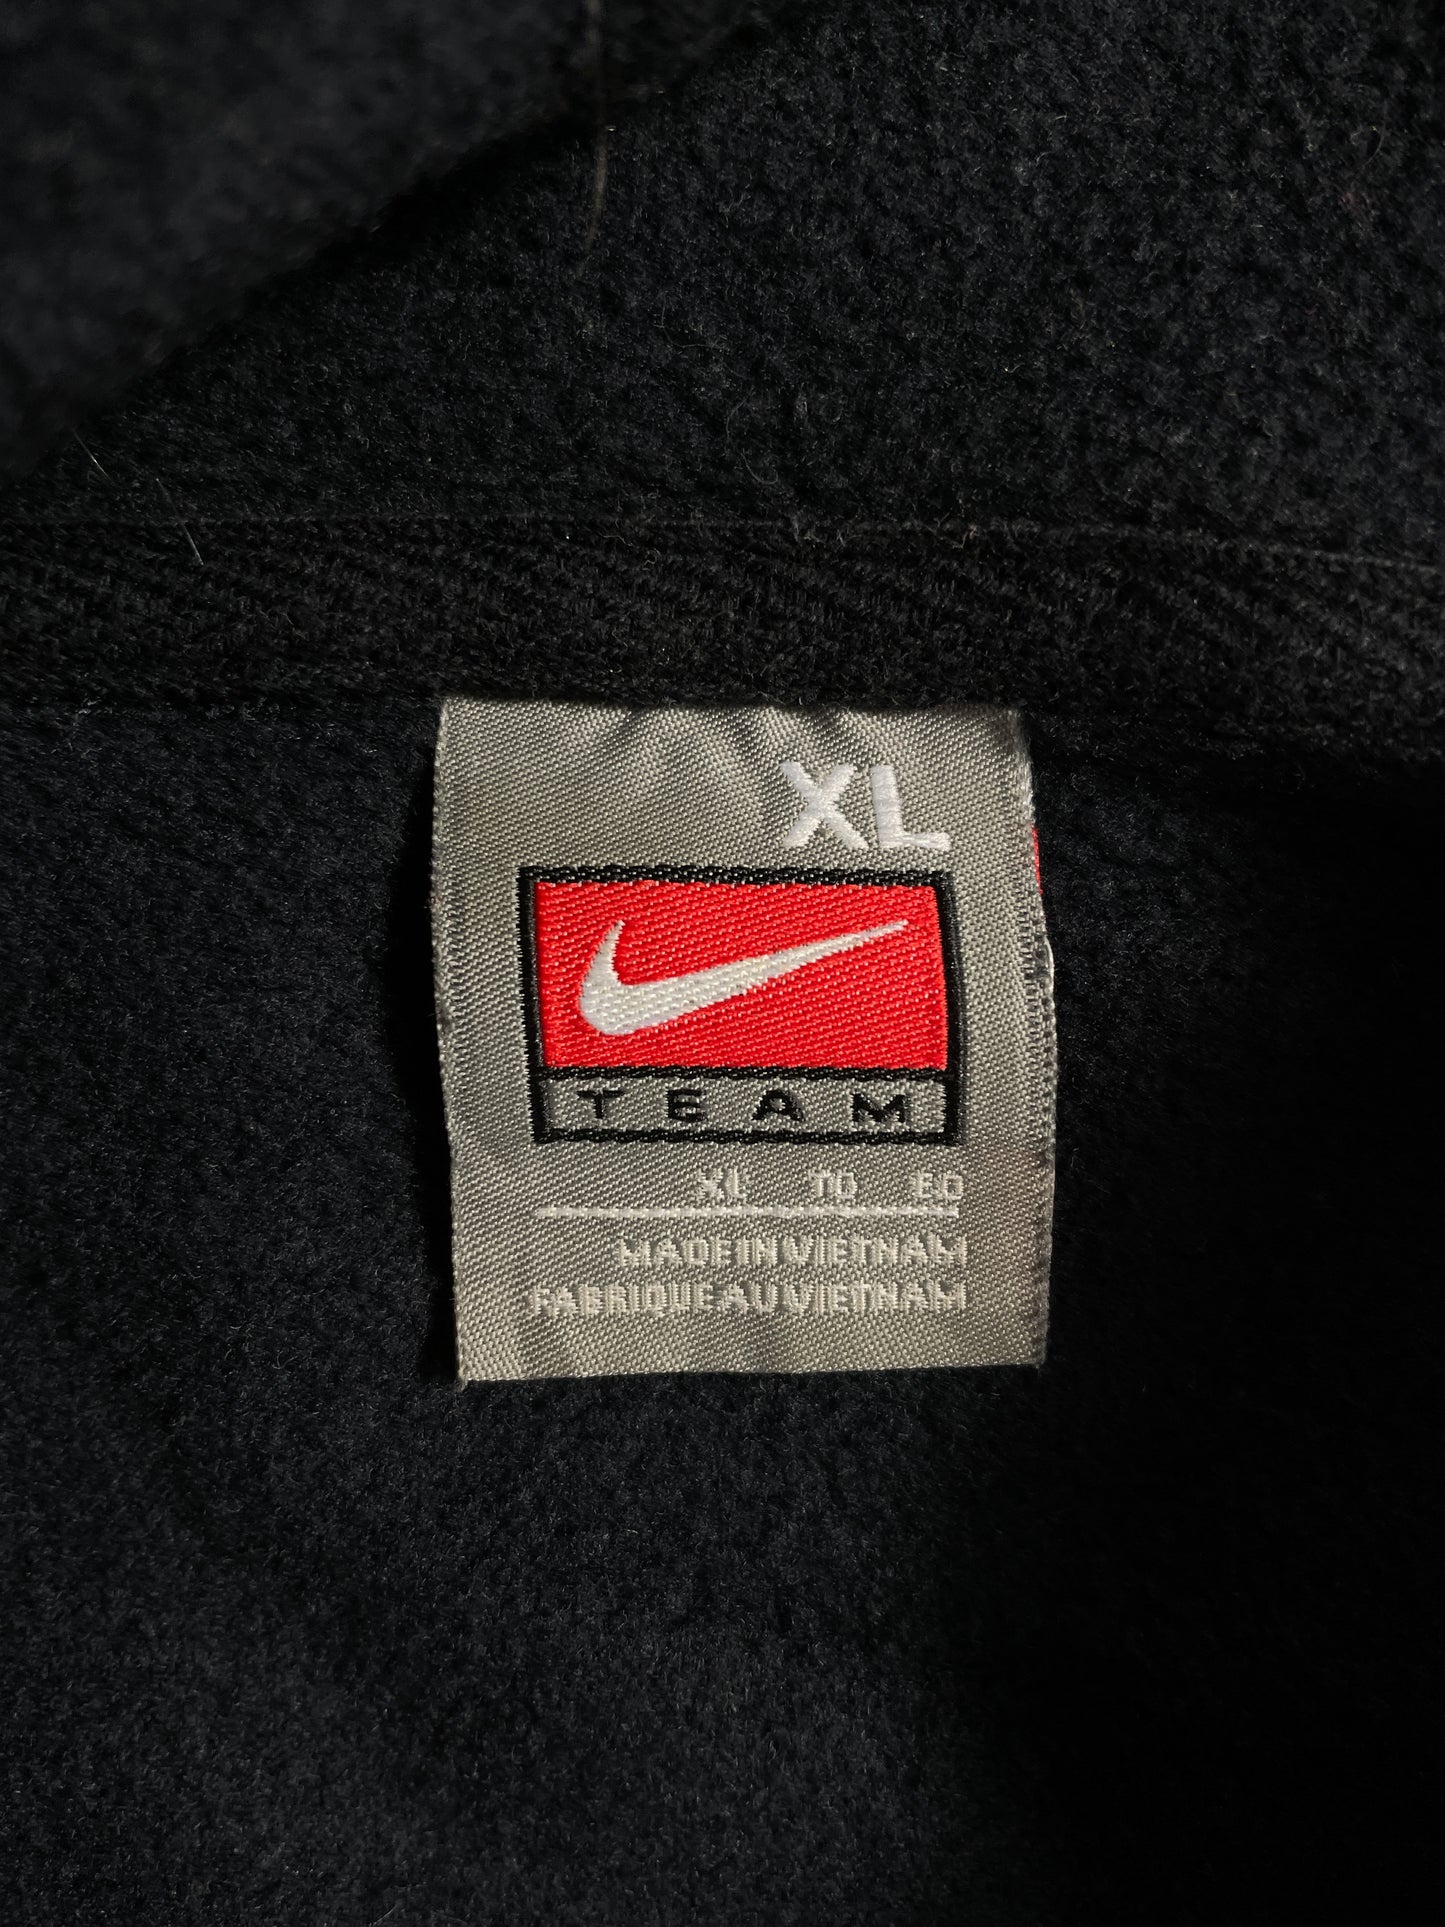 XL
TEAM
XL TG EG
MADE IN VIETNAM
FABRIQUE AU VIETNAM